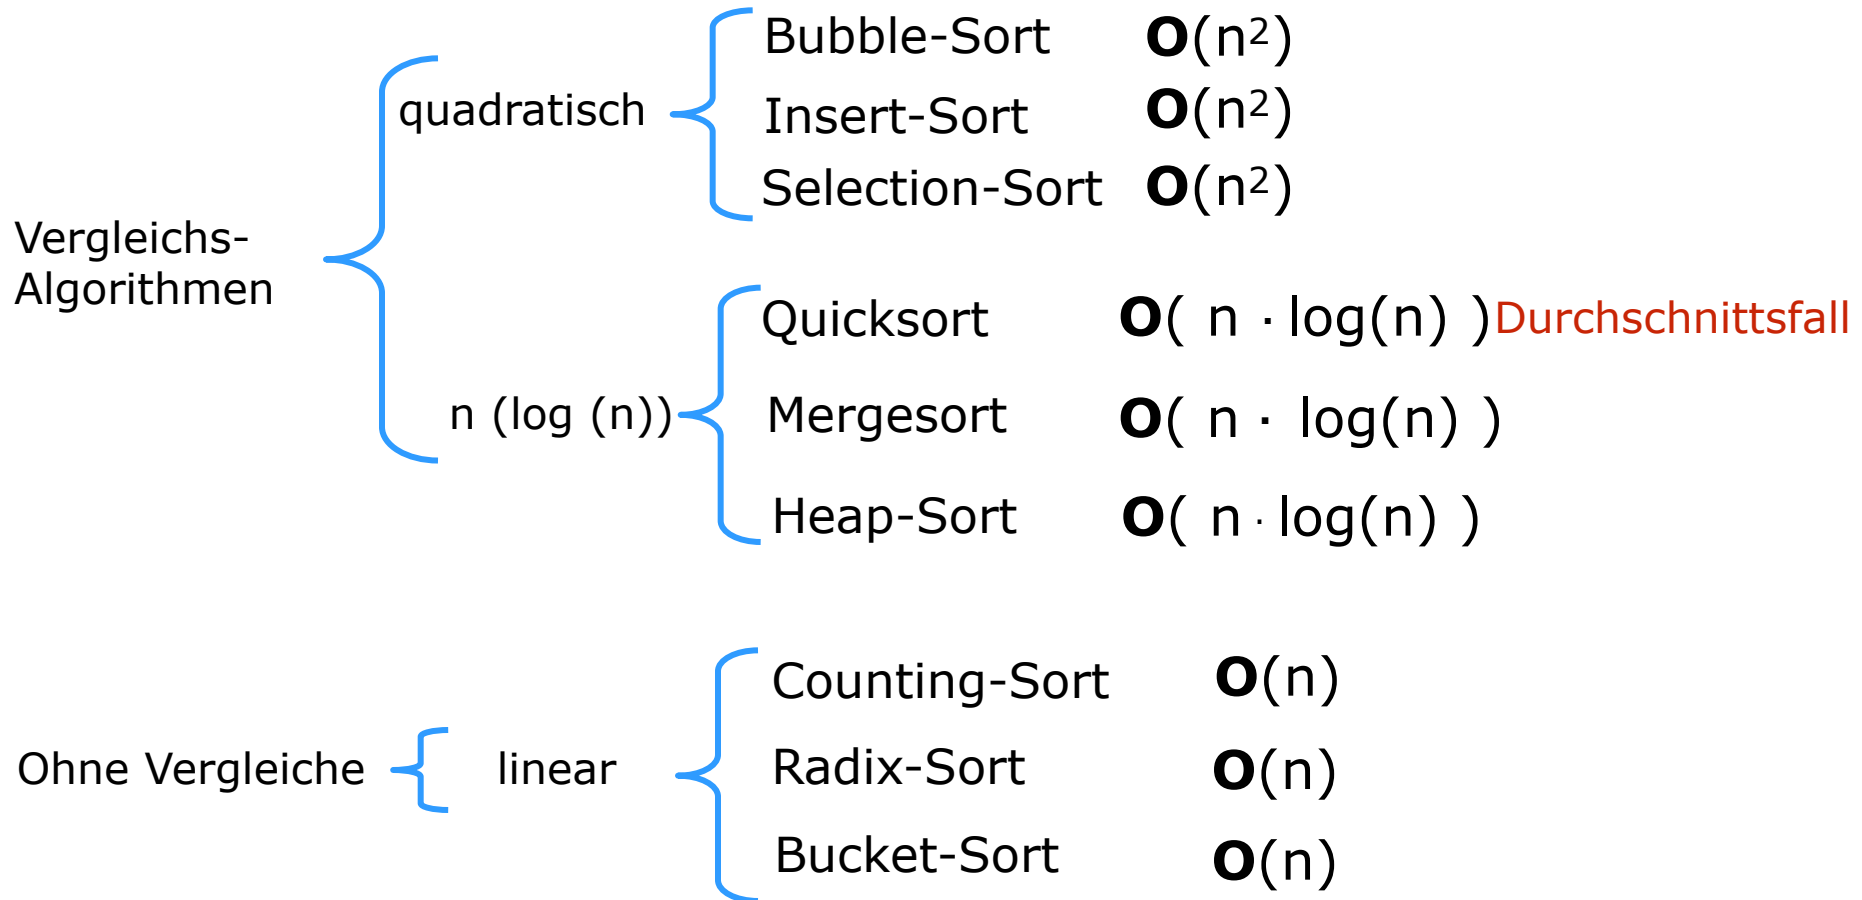 Bubble-Sort O(n²)
quadratisch
Insert-Sort O(n²)
Selection-Sort O(n²)
Vergleichs-
Algorithmen
Quicksort O( n · log(n) ) Durchschnittsfall
n (log (n))
Mergesort O( n · log(n) )
Heap-Sort O( n · log(n) )
Counting-Sort O(n)
Ohne Vergleiche
linear
Radix-Sort O(n)
Bucket-Sort O(n)